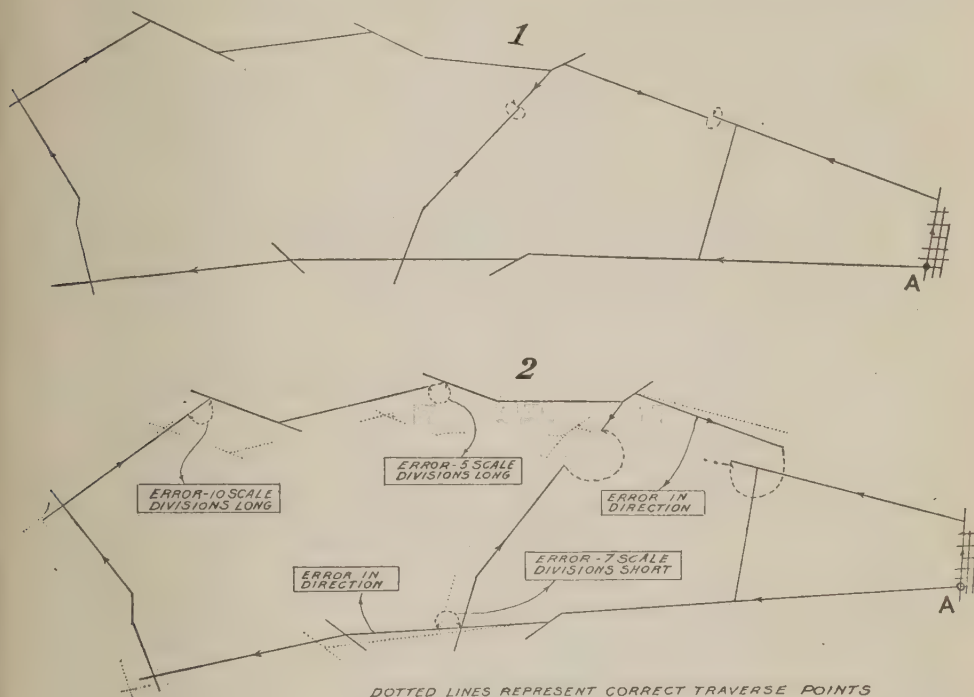 1
A
2
ERROR-10 SCALE
DIVISIONS LONG
ERROR-5 SCALE
DIVISIONS LONG
ERROR IN
DIRECTION
ERROR IN
DIRECTION
ERROR-7 SCALE
DIVISIONS SHORT
A
DOTTED LINES REPRESENT CORRECT TRAVERSE POINTS